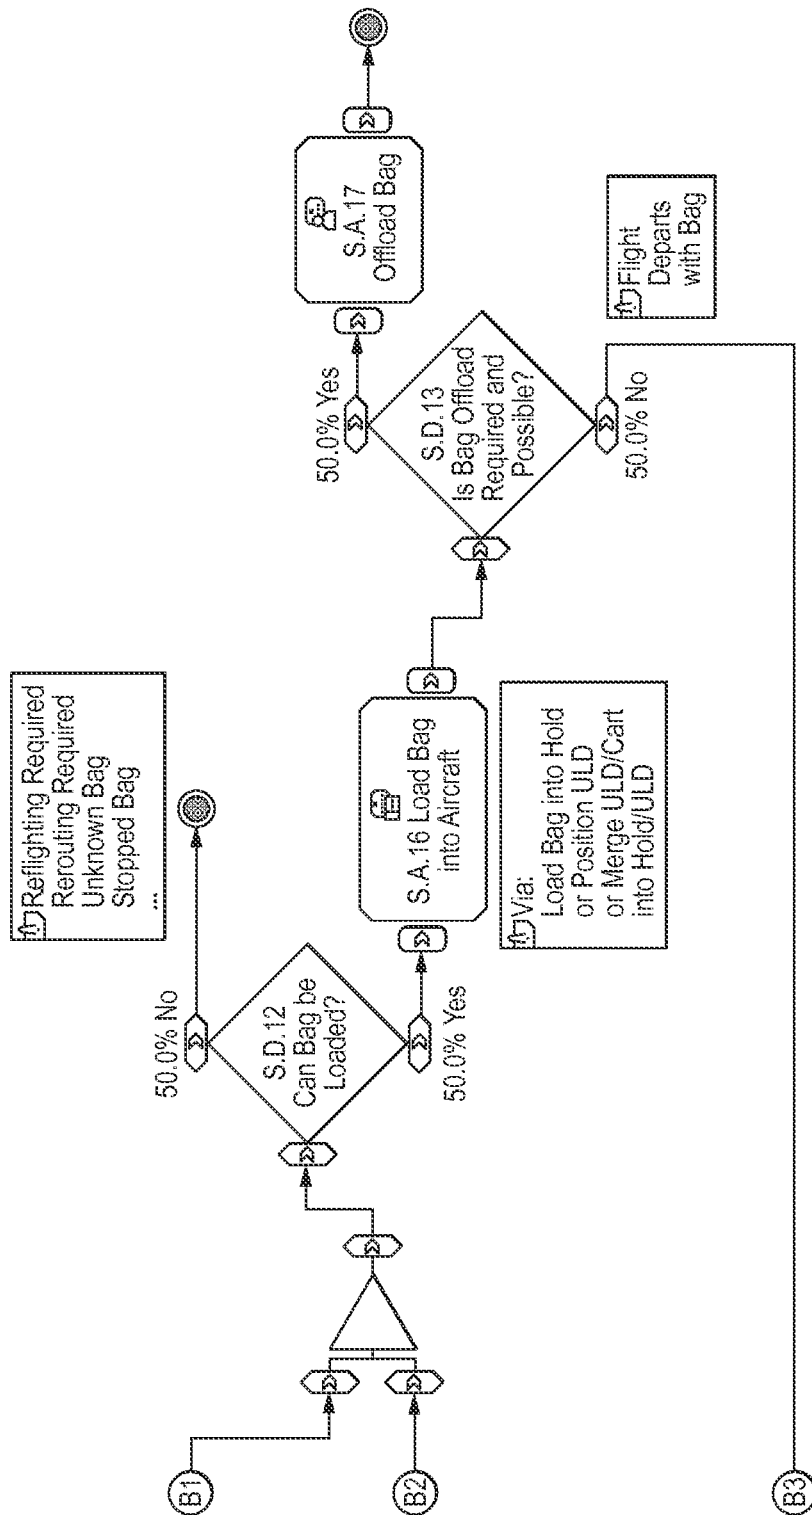 B1
B2
B3
50.0% No
S.D.12
Can Bag be
Loaded?
50.0% Yes
Reflighting Required
Rerouting Required
Unknown Bag
Stopped Bag
...
S.A.16 Load Bag
into Aircraft
Via:
Load Bag into Hold
or Position ULD
or Merge ULD/Cart
into Hold/ULD
50.0% Yes
S.D.13
Is Bag Offload
Required and
Possible?
50.0% No
S.A.17
Offload Bag
Flight
Departs
with Bag